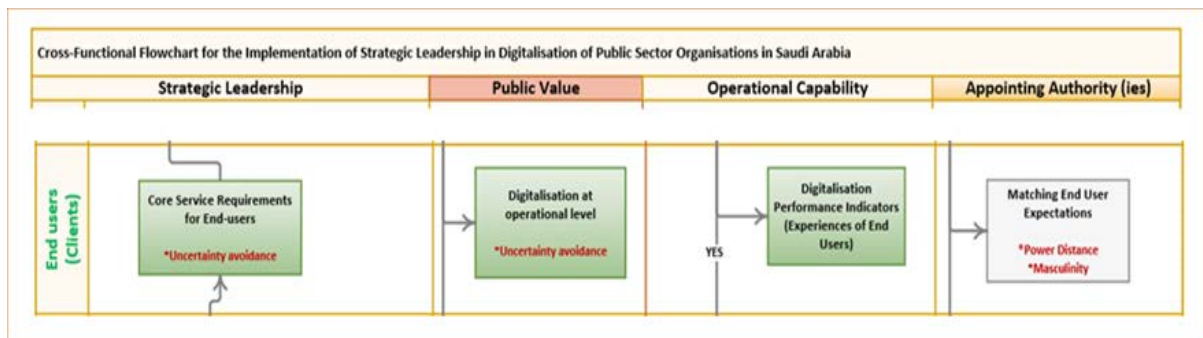 Cross-Functional Flowchart for the Implementation of Strategic Leadership in Digitalisation of Public Sector Organisations in Saudi Arabia
Strategic Leadership
Public Value
Operational Capability
Appointing Authority (ies)
End users
(Clients)
Core Service Requirements
for End-users
*Uncertainty avoidance
Digitalisation at
operational level
*Uncertainty avoidance
YES
Digitalisation
Performance Indicators
(Experiences of End
Users)
Matching End User
Expectations
*Power Distance
*Masculinity